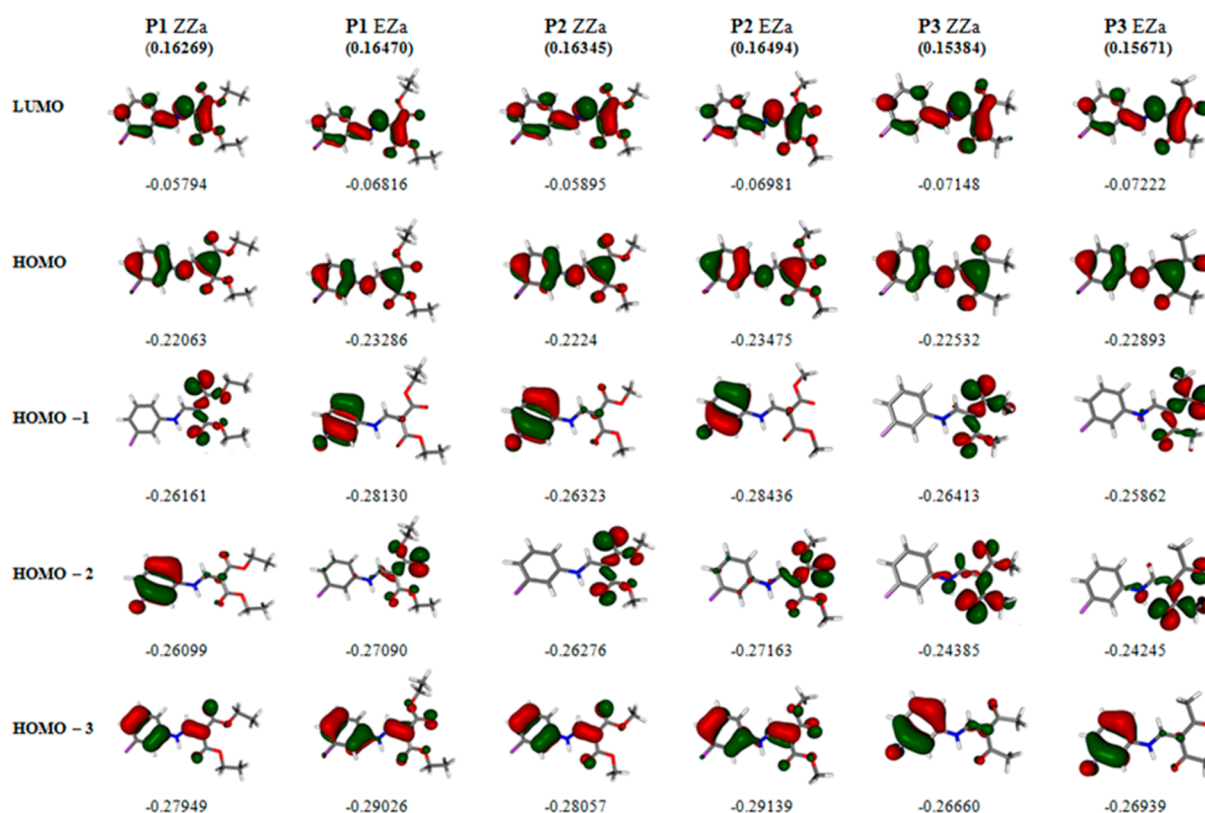 P1 ZZa P1 EZa P2 ZZa P2 EZa P3 ZZa P3 EZa
(0.16269) (0.16470) (0.16345) (0.16494) (0.15384) (0.15671)
LUMO
-0.05794 -0.06816 -0.05895 -0.06981 -0.07148 -0.07222
HOMO
-0.22063 -0.23286 -0.2224 -0.23475 -0.22532 -0.22893
HOMO −1
-0.26161 -0.28130 -0.26323 -0.28436 -0.26413 -0.25862
HOMO − 2
-0.26099 -0.27090 -0.26276 -0.27163 -0.24385 -0.24245
HOMO − 3
-0.27949 -0.29026 -0.28057 -0.29139 -0.26660 -0.26939